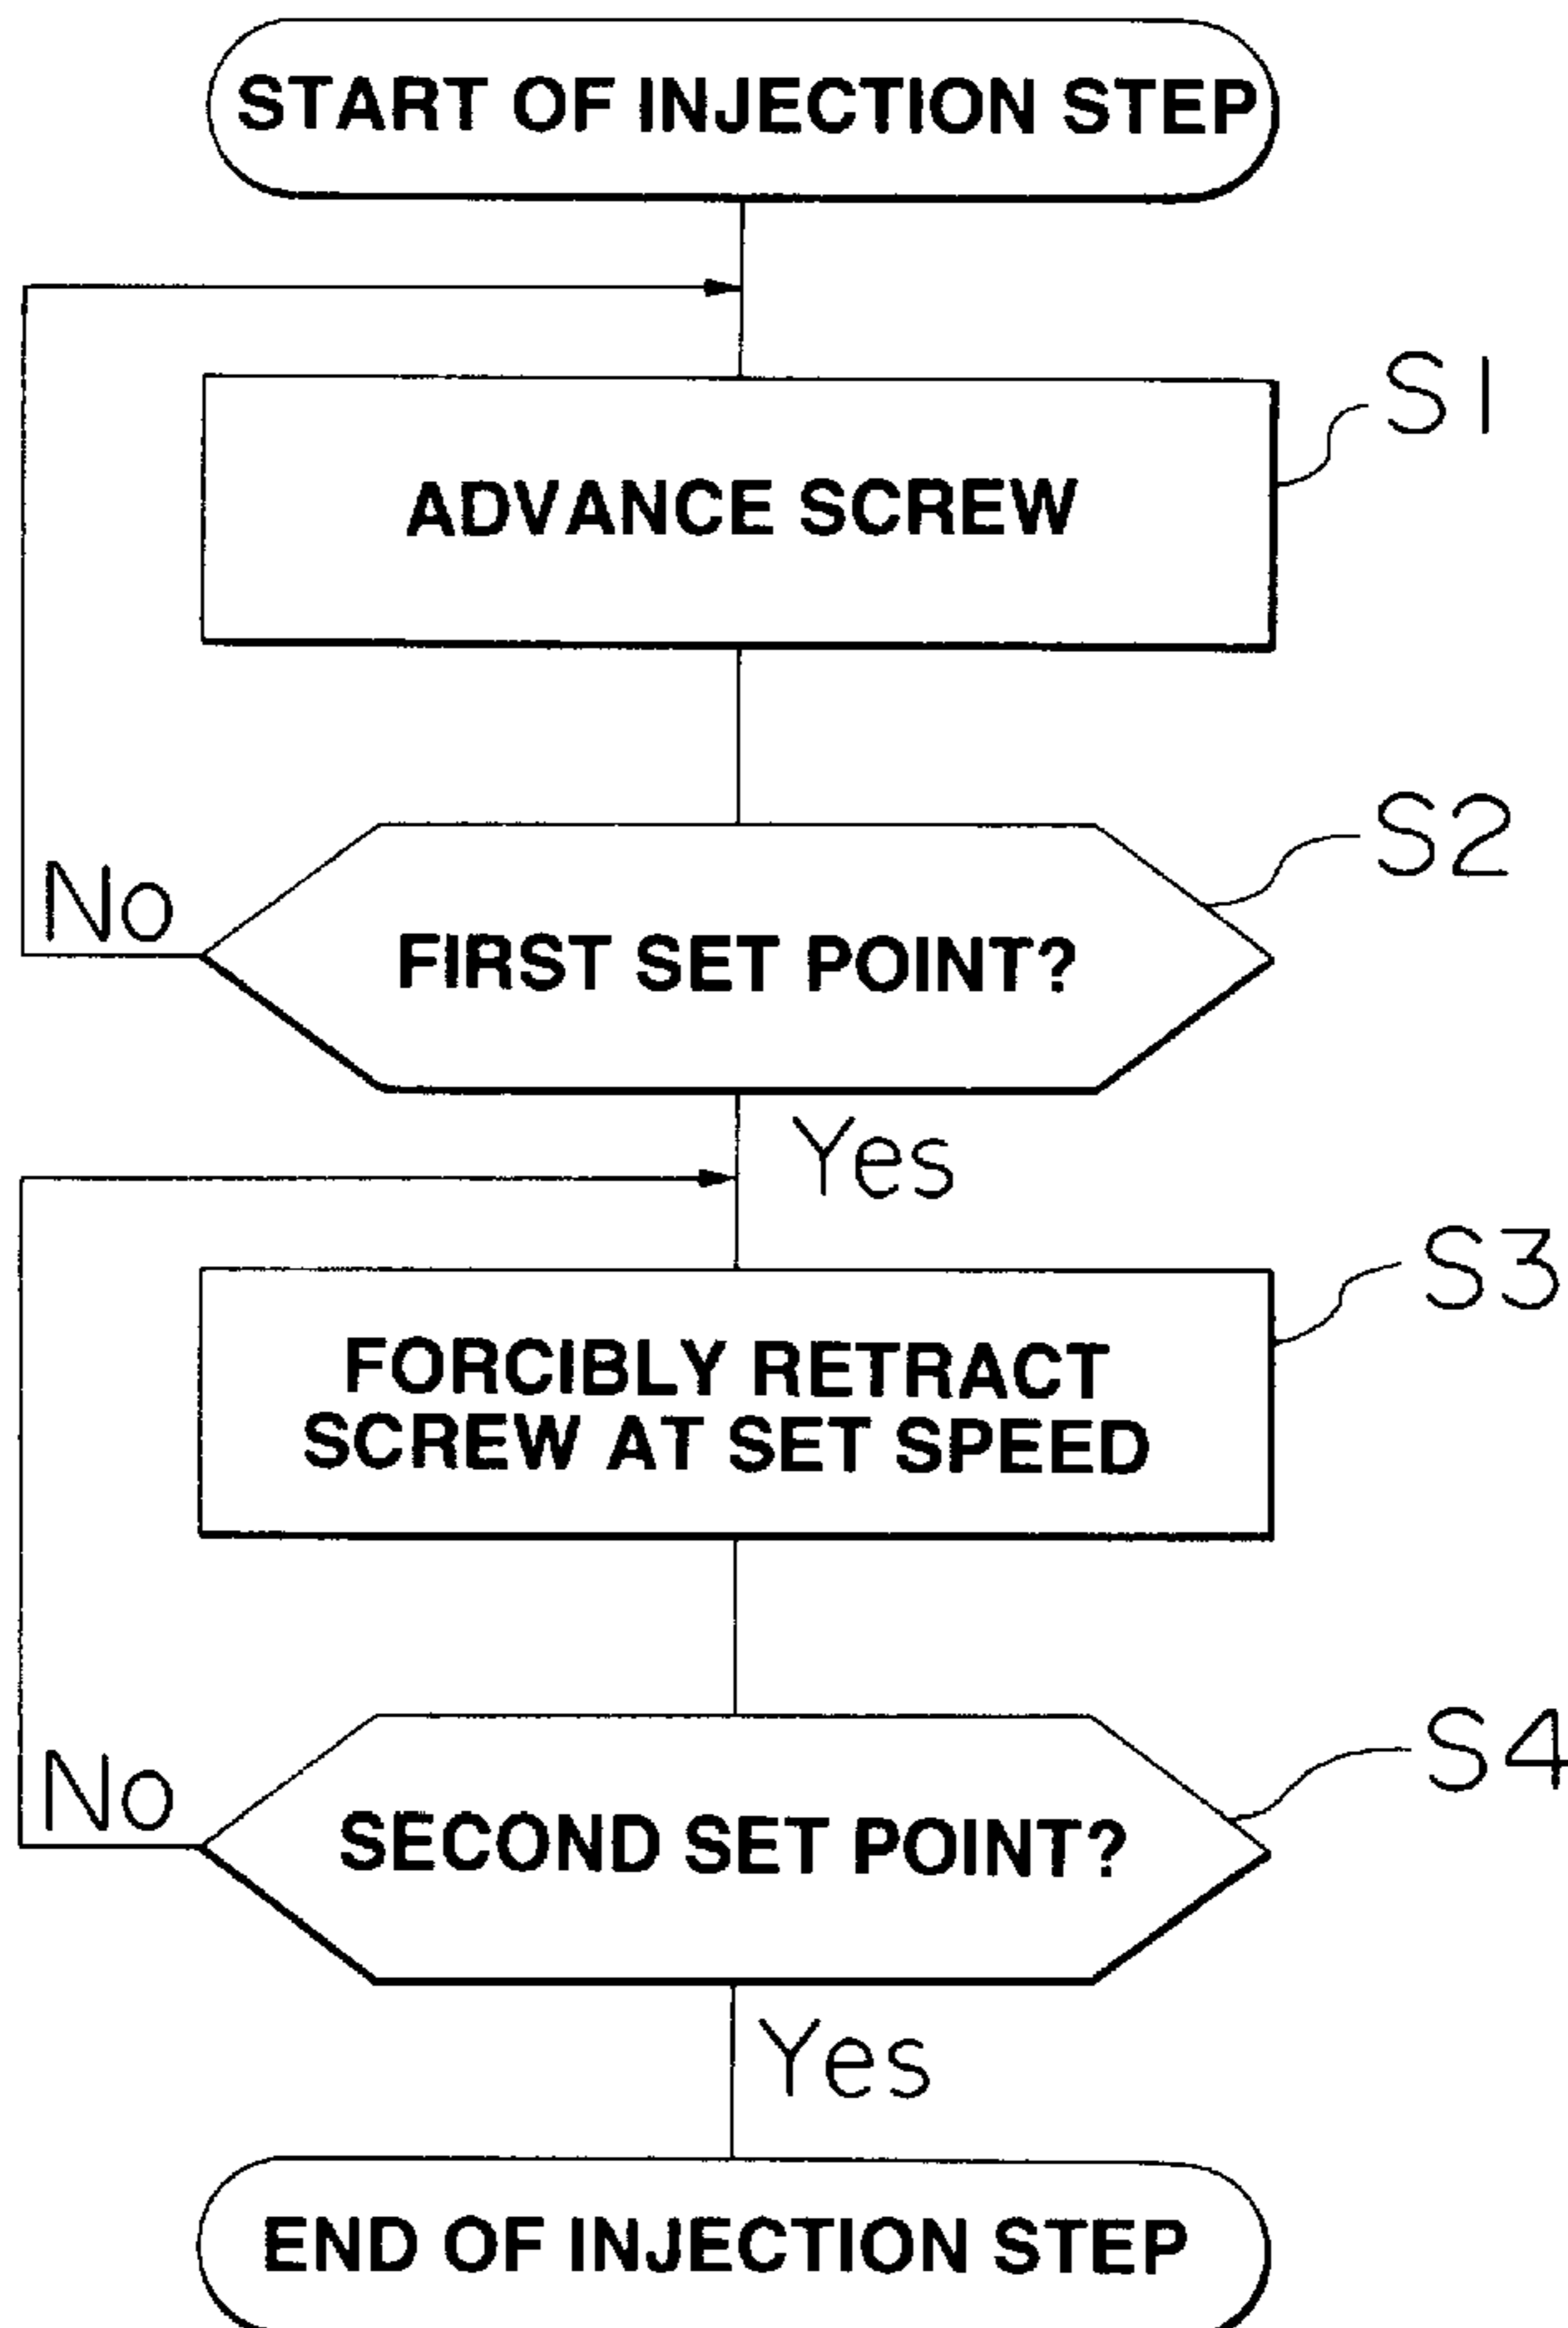 START OF INJECTION STEP
S1
ADVANCE SCREW
S2
No
FIRST SET POINT?
Yes
S3
FORCIBLY RETRACT
SCREW AT SET SPEED
S4
No
SECOND SET POINT?
Yes
END OF INJECTION STEP